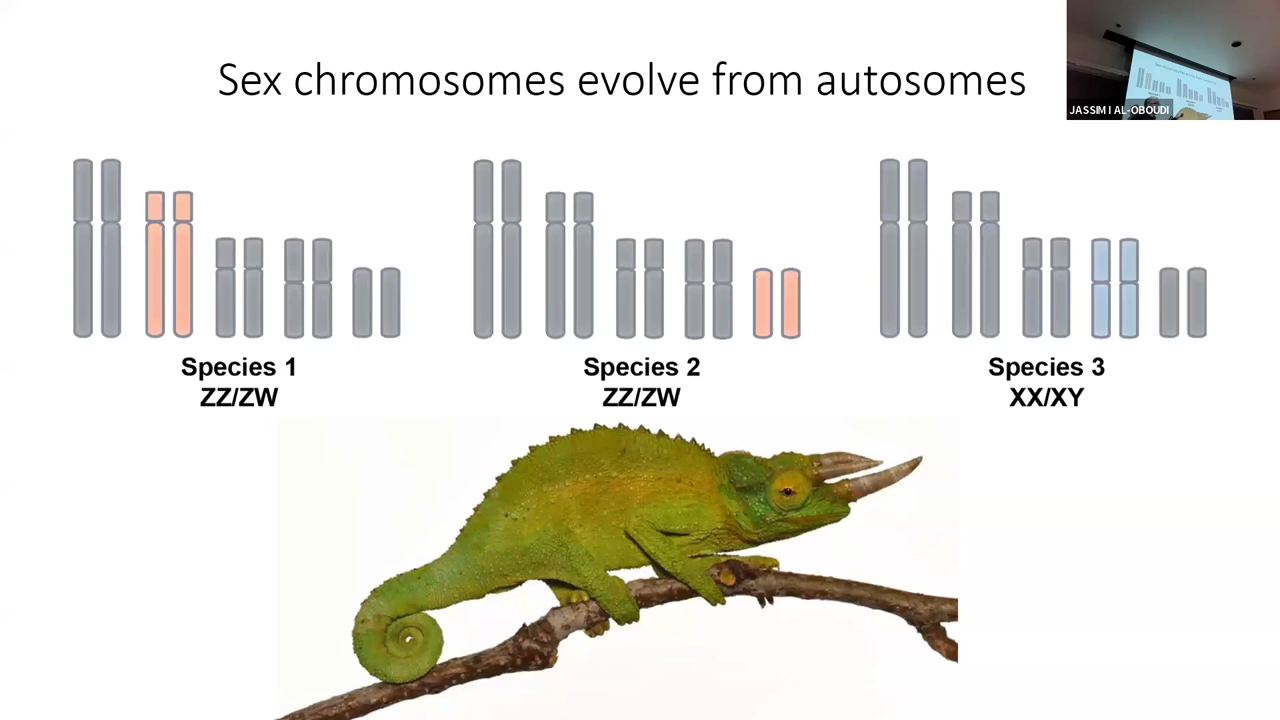 Sex chromosomes evolve from autosomes
JASSIM I AL-OBOUDI
Species 1
ZZ/ZW
Species 2
ZZ/ZW
Species 3
XX/XY